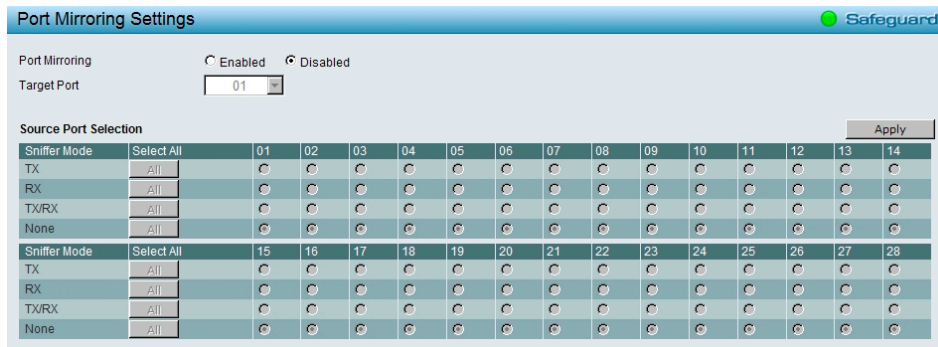 Port Mirroring Settings Safeguard
Port Mirroring Enabled Disabled
Target Port 01
Source Port Selection Apply
Sniffer Mode Select All 01 02 03 04 05 06 07 08 09 10 11 12 13 14
TX All
RX All
TX/RX All
None All
Sniffer Mode Select All 15 16 17 18 19 20 21 22 23 24 25 26 27 28
TX All
RX All
TX/RX All
None All